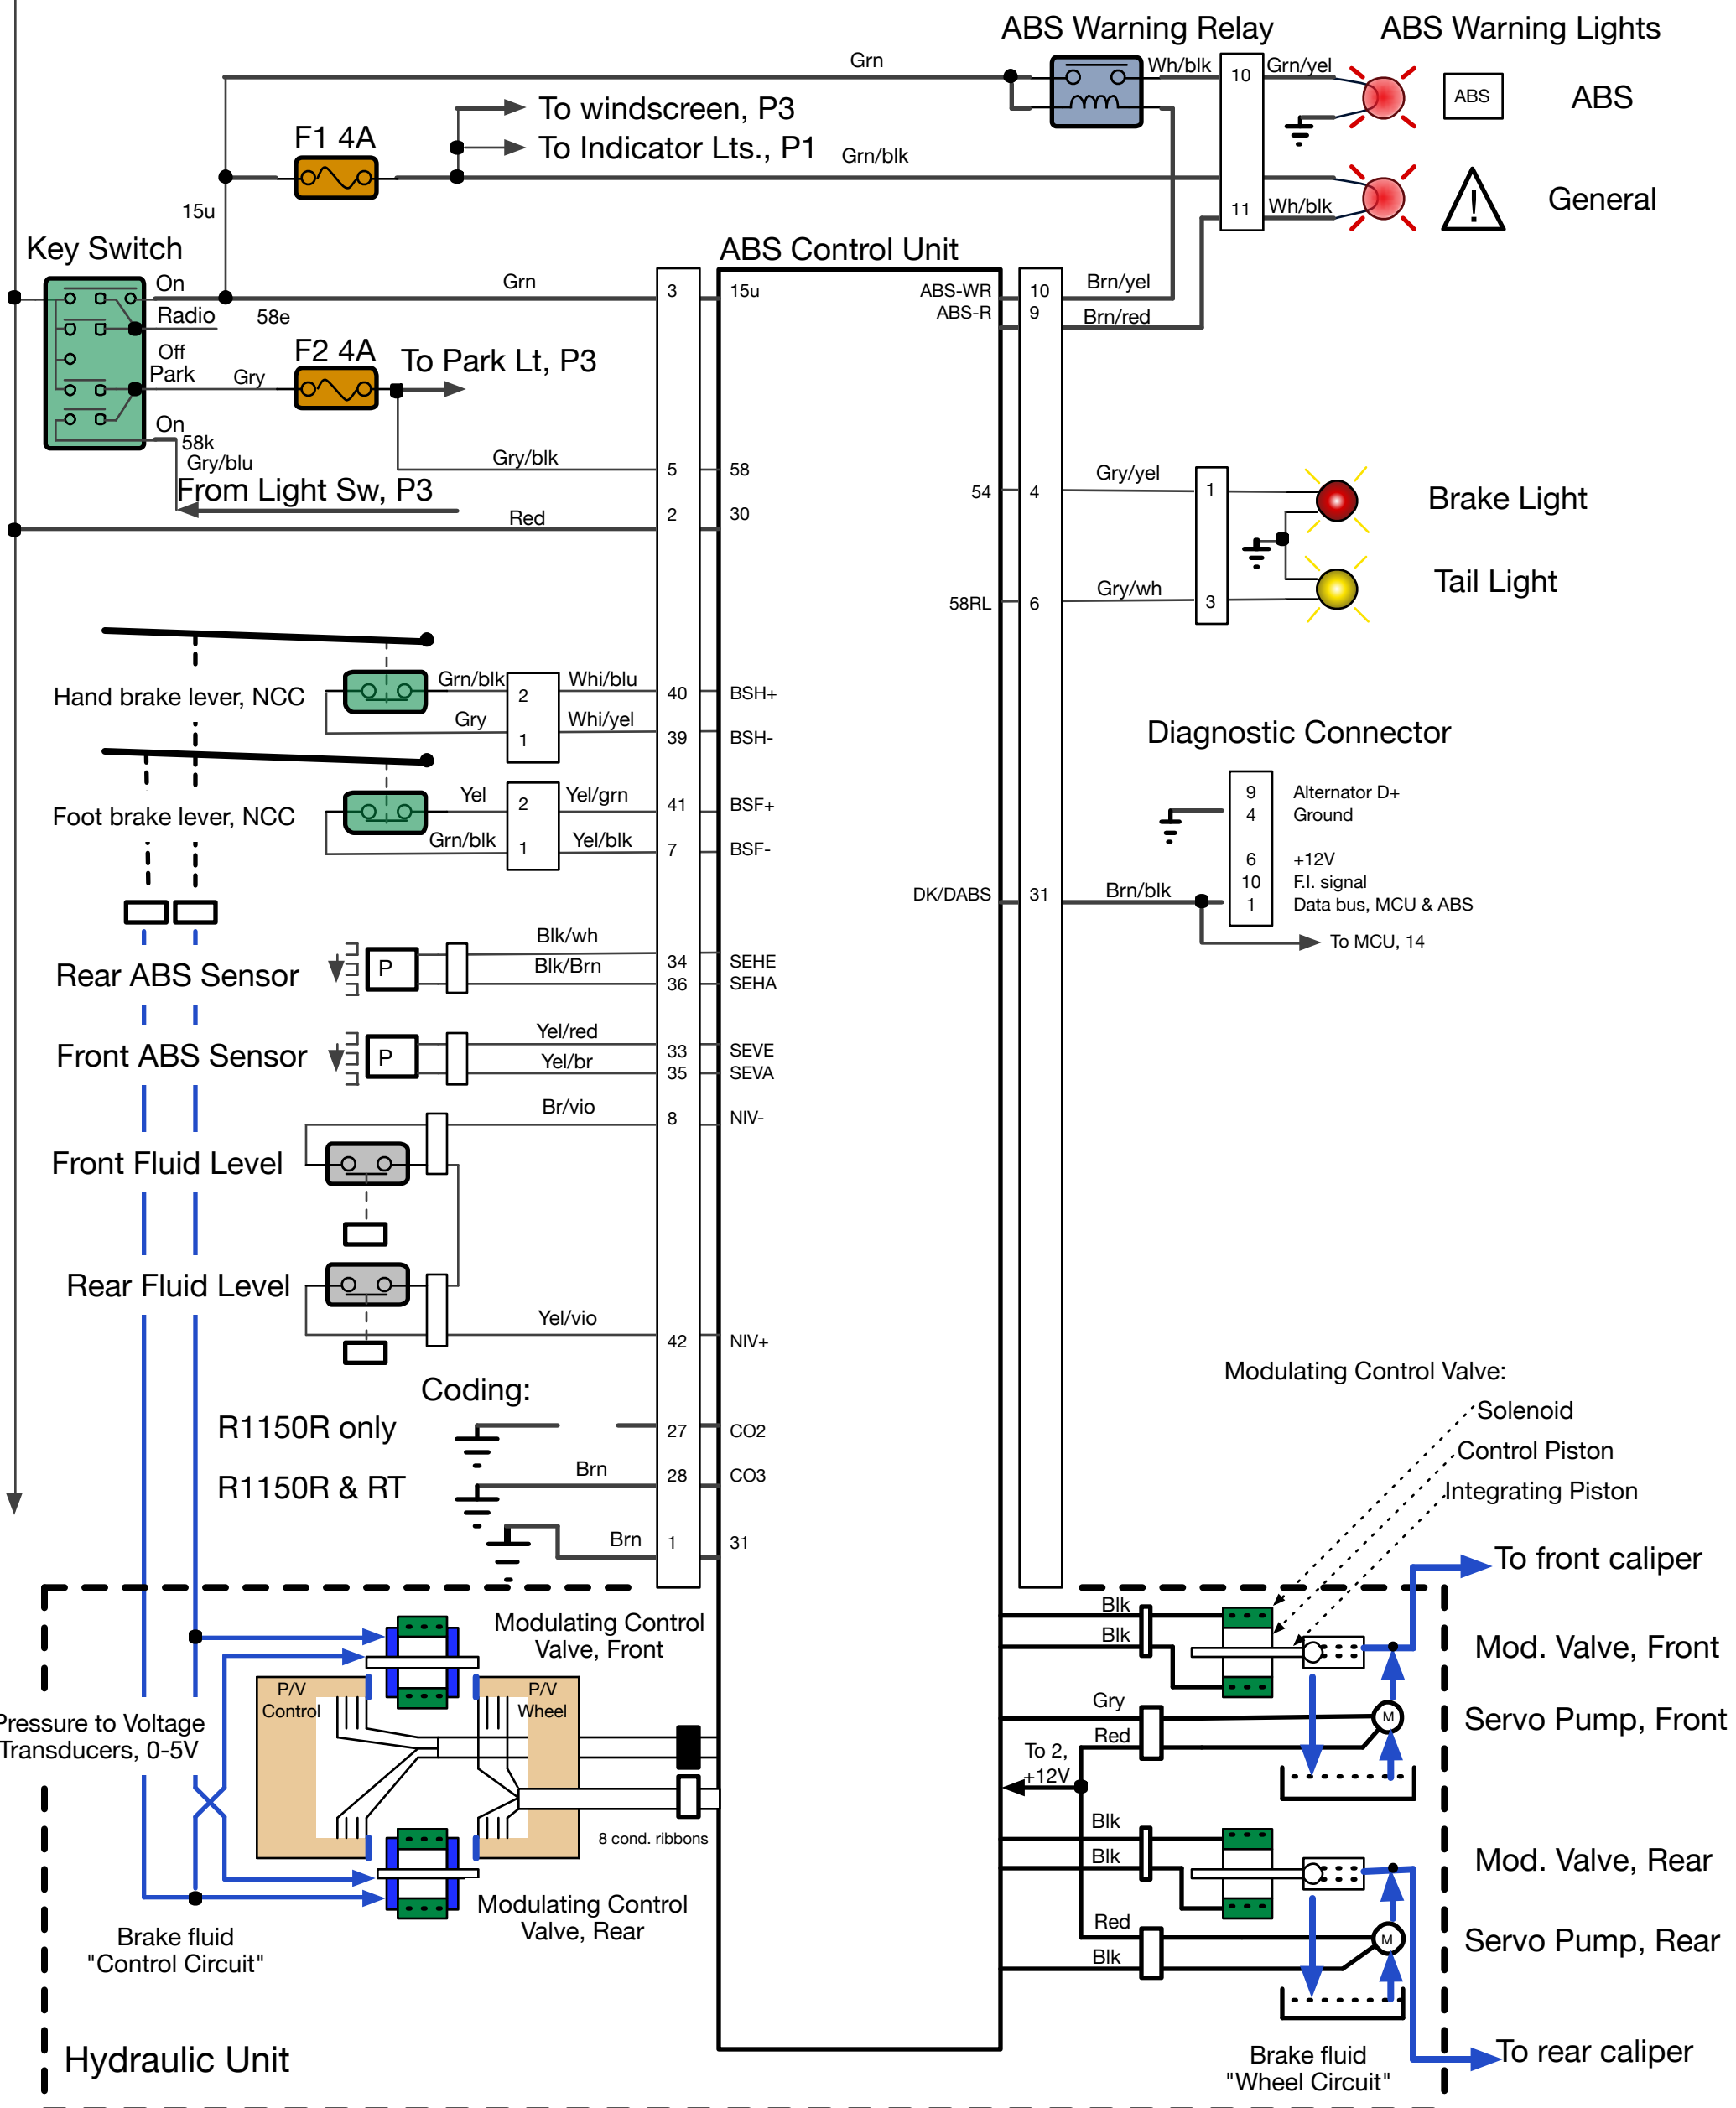 ABS Warning Relay
ABS Warning Lights
Grn
Wh/blk
10
Grn/yel
ABS
ABS
To windscreen, P3
F1 4A
To Indicator Lts., P1
Grn/blk
15u
11
Wh/blk
!
General
Key Switch
ABS Control Unit
On
Grn
3
15u
ABS-WR
10
Brn/yel
Radio
58e
ABS-R
9
Brn/red
Off
F2 4A
To Park Lt, P3
Park
Gry
On
58k
Gry/blu
Gry/blk
5
58
54
4
Gry/yel
1
Brake Light
From Light Sw, P3
Red
2
30
Tail Light
58RL
6
Gry/wh
3
Hand brake lever, NCC
Grn/blk
2
Whi/blu
40
BSH+
Gry
1
Whi/yel
39
BSH-
Diagnostic Connector
Foot brake lever, NCC
Yel
2
Yel/grn
41
BSF+
9
Alternator D+
4
Ground
Grn/blk
1
Yel/blk
7
BSF-
6
+12V
10
F.I. signal
DK/DABS
31
Brn/blk
1
Data bus, MCU & ABS
To MCU, 14
Rear ABS Sensor
P
Blk/wh
34
SEHE
Blk/Brn
36
SEHA
Front ABS Sensor
P
Yel/red
33
SEVE
Yel/br
35
SEVA
Br/vio
8
NIV-
Front Fluid Level
Rear Fluid Level
Yel/vio
42
NIV+
Coding:
R1150R only
27
CO2
R1150R & RT
Brn
28
CO3
Brn
1
31
Modulating Control Valve:
Solenoid
Control Piston
Integrating Piston
To front caliper
Modulating Control
Valve, Front
Blk
Blk
Mod. Valve, Front
P/V
Control
P/V
Wheel
Gry
M
Servo Pump, Front
Pressure to Voltage
Transducers, 0-5V
Red
To 2,
+12V
8 cond. ribbons
Blk
Blk
Mod. Valve, Rear
Modulating Control
Valve, Rear
Red
M
Servo Pump, Rear
Blk
Brake fluid
"Control Circuit"
Hydraulic Unit
Brake fluid
"Wheel Circuit"
To rear caliper